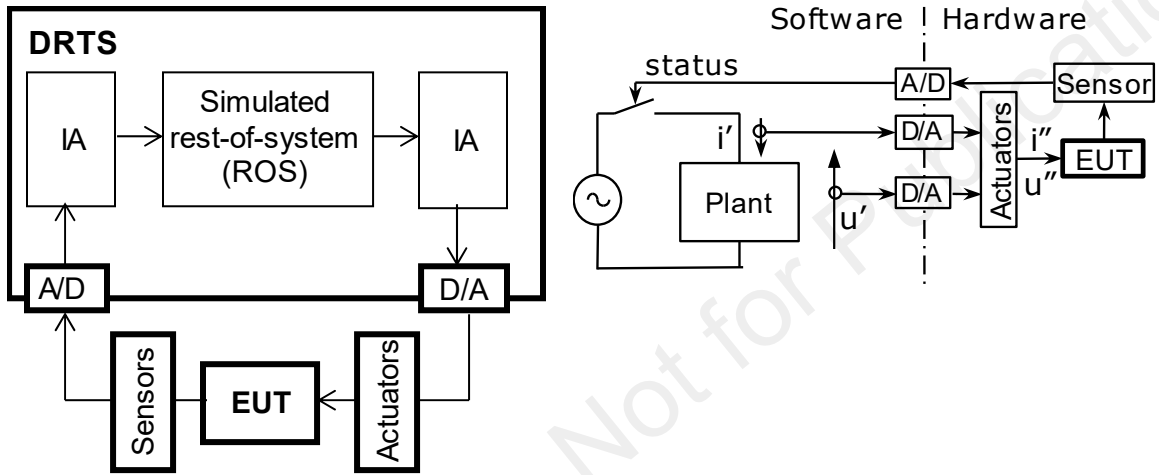 DRTS
IA
Simulated
rest-of-system
(ROS)
IA
A/D
D/A
Sensors
EUT
Actuators
Software
Hardware
status
A/D
Sensor
i′
D/A
Actuators
i″
u″
EUT
Plant
u′
D/A
Not for Publication